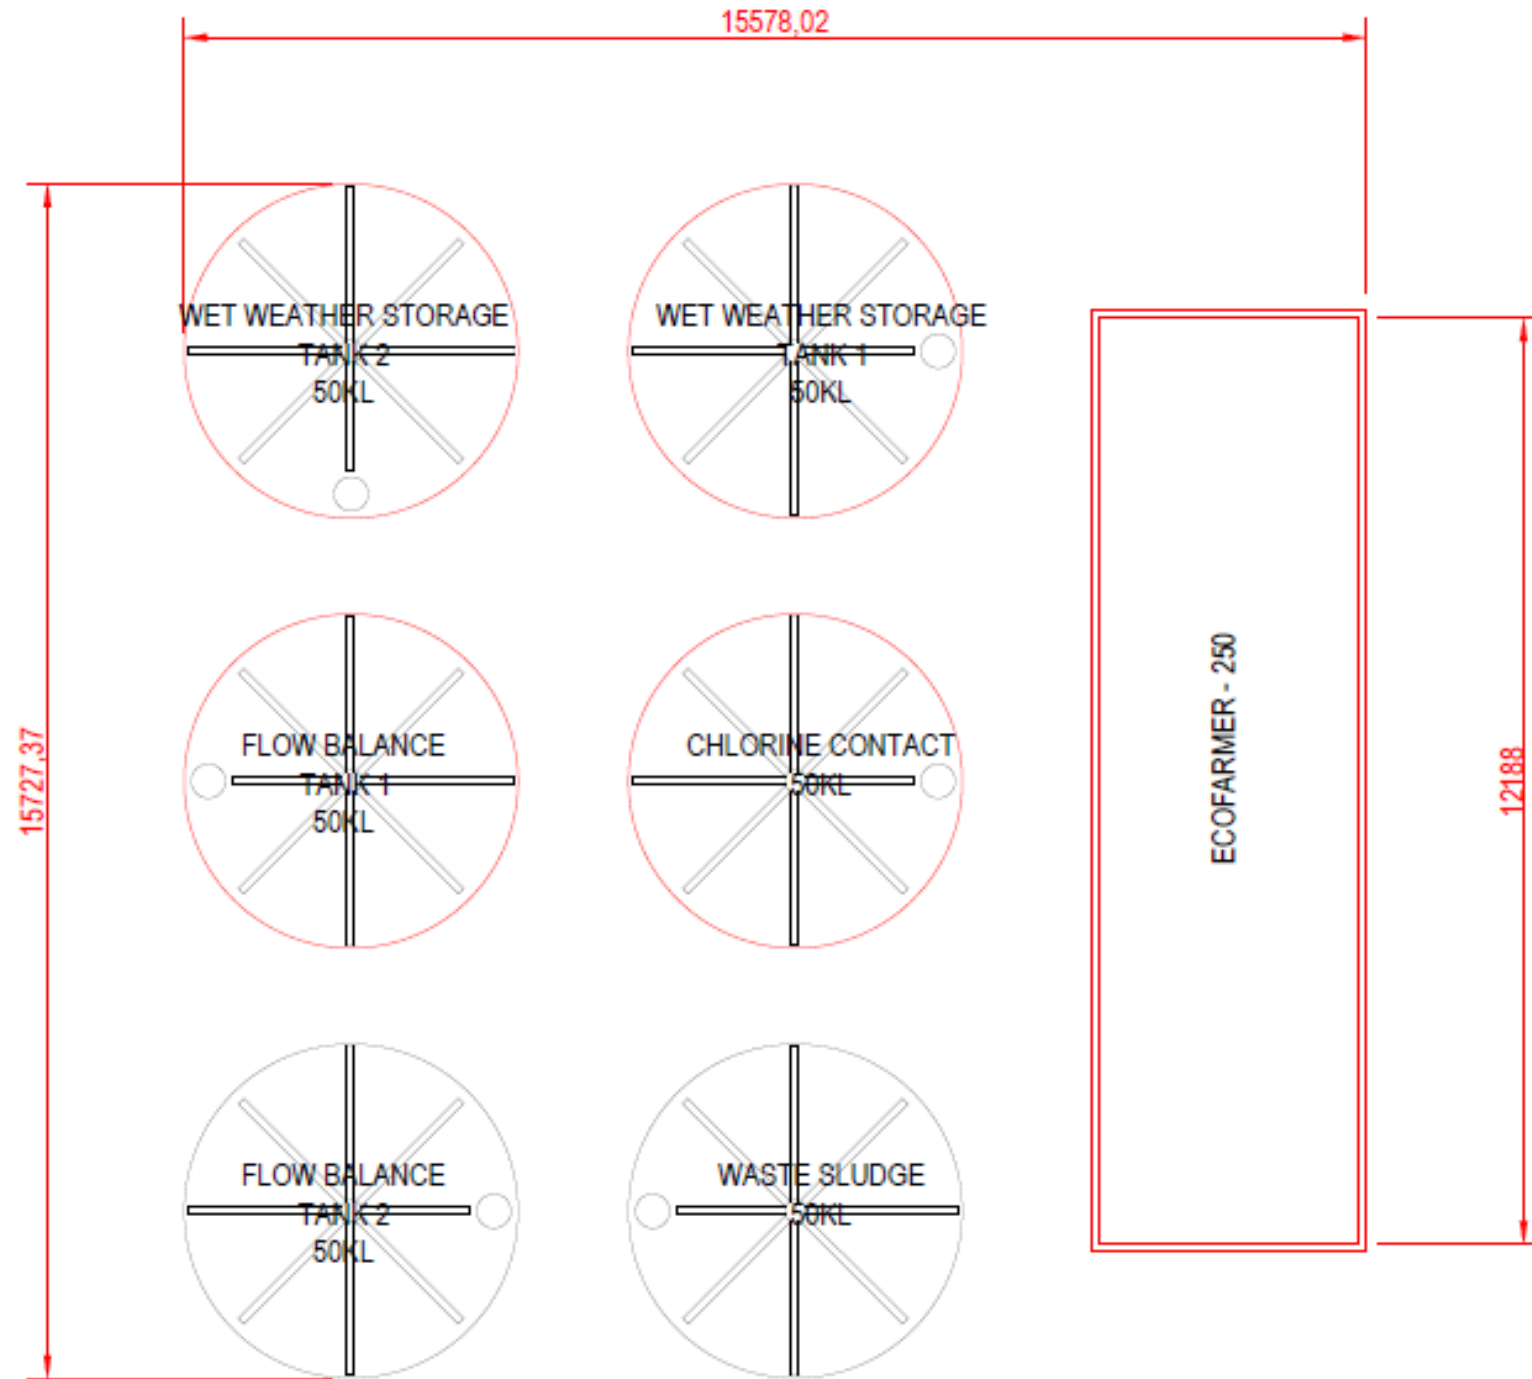 15578,02
WET WEATHER STORAGE
TANK 2
50KL
WET WEATHER STORAGE
TANK 1
50KL
FLOW BALANCE
TANK 1
50KL
CHLORINE CONTACT
50KL
ECOFARMER - 250
15727,37
12188
FLOW BALANCE
TANK 2
50KL
WASTE SLUDGE
50KL